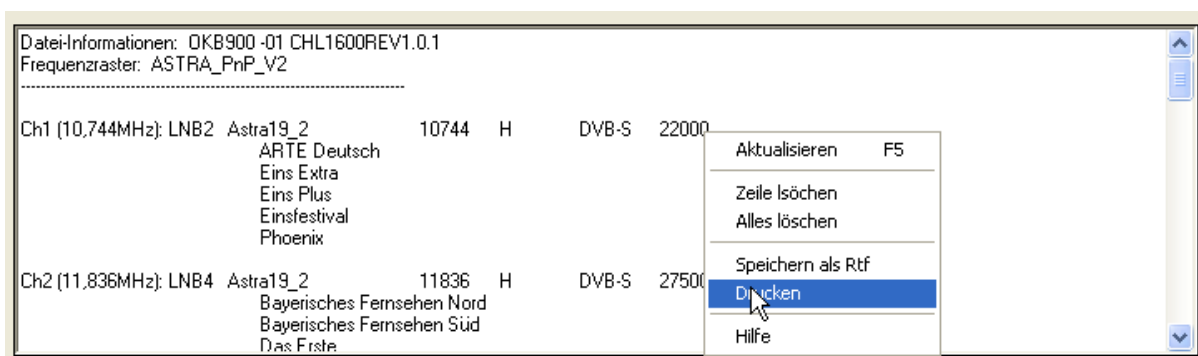 Datei-Informationen: OKB900 -01 CHL1600REV1.0.1
Frequenzraster: ASTRA_PnP_V2
--------------------------------------------------------------------------------
Ch1 (10,744MHz): LNB2 Astra19_2 10744 H DVB-S 22000
ARTE Deutsch
Eins Extra
Eins Plus
Einsfestival
Phoenix
Ch2 (11,836MHz): LNB4 Astra19_2 11836 H DVB-S 27500
Bayerisches Fernsehen Nord
Bayerisches Fernsehen Süd
Das Erste
Aktualisieren F5
Zeile lsöchen
Alles löschen
Speichern als Rtf
Drucken
Hilfe